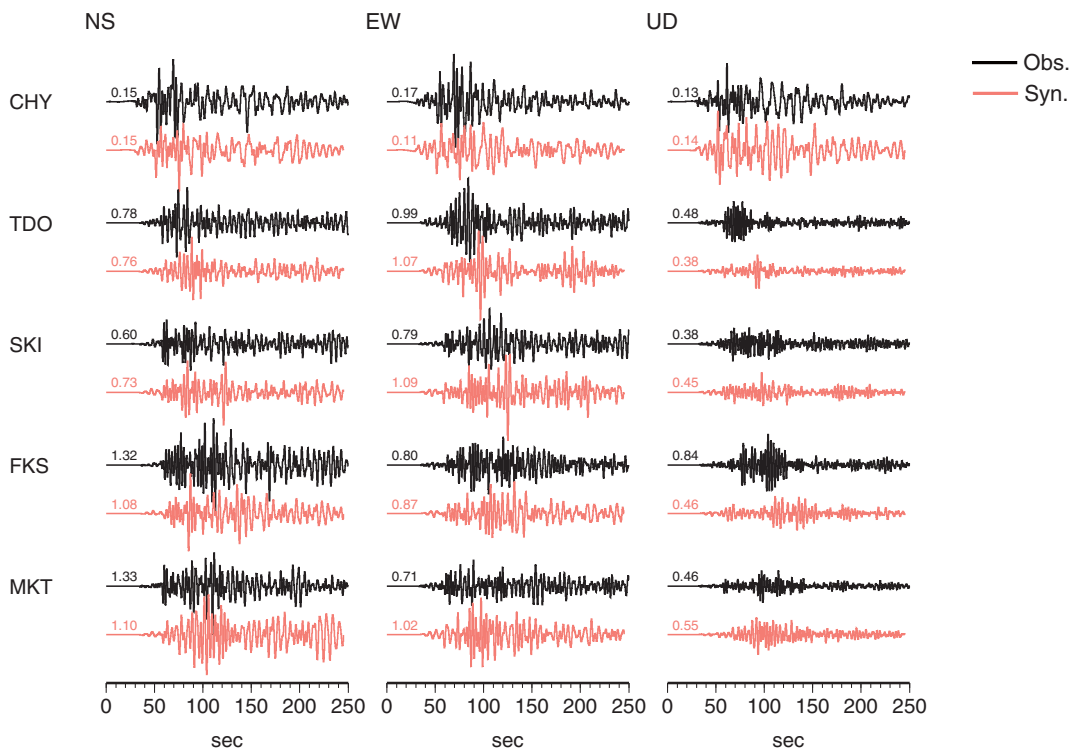 NS EW UD
Obs.
Syn.
CHY 0.15 0.17 0.13
0.15 0.11 0.14
TDO 0.78 0.99 0.48
0.76 1.07 0.38
SKI 0.60 0.79 0.38
0.73 1.09 0.45
FKS 1.32 0.80 0.84
1.08 0.87 0.46
MKT 1.33 0.71 0.46
1.10 1.02 0.55
0 50 100 150 200 250 0 50 100 150 200 250 0 50 100 150 200 250
sec sec sec